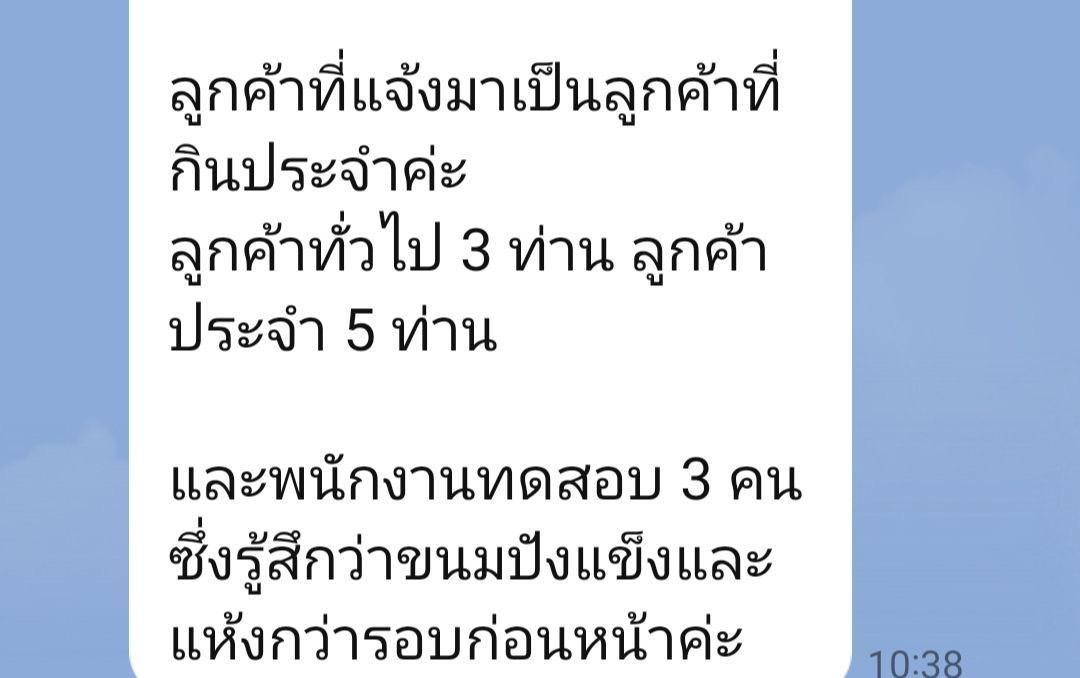 ลูกค้าที่แจ้งมาเป็นลูกค้าที่
กินประจำค่ะ
ลูกค้าทั่วไป 3 ท่าน ลูกค้า
ประจำ 5 ท่าน
และพนักงานทดสอบ 3 คน
ซึ่งรู้สึกว่าขนมปังแข็งและ
แห้งกว่ารอบก่อนหน้าค่ะ
10:38